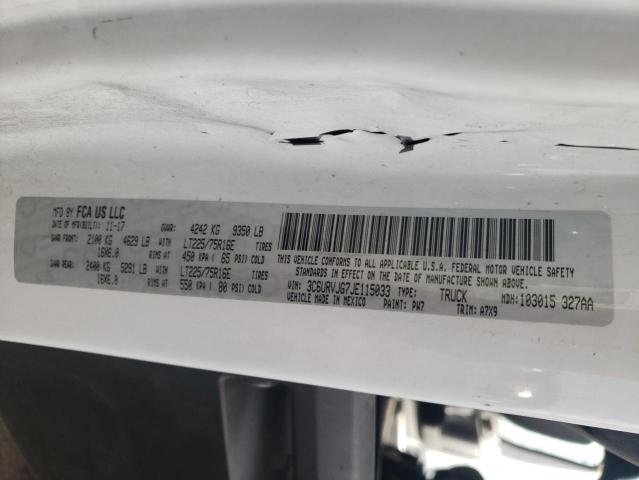 MFD BY FCA US LLC
DATE OF MFR(BUILT): 11-17 GVWR: 4242 KG 9350 LB
GAWR FRONT: 2100 KG 4629 LB WITH LT225/75R16E TIRES
16X6.0 RIMS AT 450 KPA( 65 PSI) COLD
GAWR REAR: 2400 KG 5291 LB WITH LT225/75R16E TIRES
16X6.0 RIMS AT 550 KPA( 80 PSI) COLD
THIS VEHICLE CONFORMS TO ALL APPLICABLE U.S.A. FEDERAL MOTOR VEHICLE SAFETY
STANDARDS IN EFFECT ON THE DATE OF MANUFACTURE SHOWN ABOVE.
VIN: 3C6URVJG7JE115033 TYPE: TRUCK MDH: 103015 327AA
VEHICLE MADE IN MEXICO PAINT: PW7 TRIM: A7X9